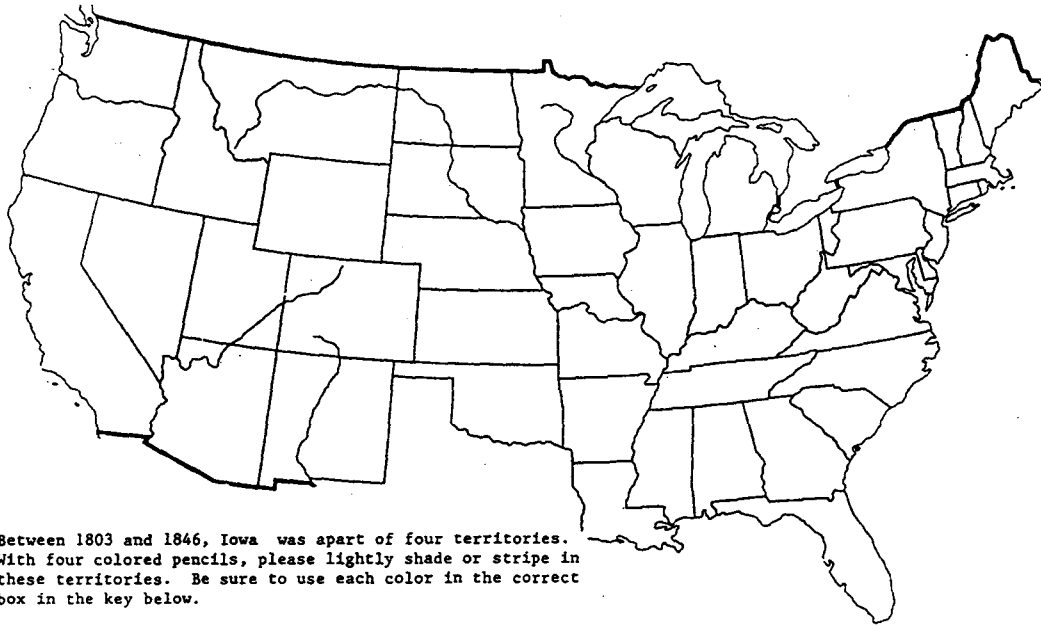 Between 1803 and 1846, Iowa was apart of four territories.
With four colored pencils, please lightly shade or stripe in
these territories. Be sure to use each color in the correct
box in the key below.